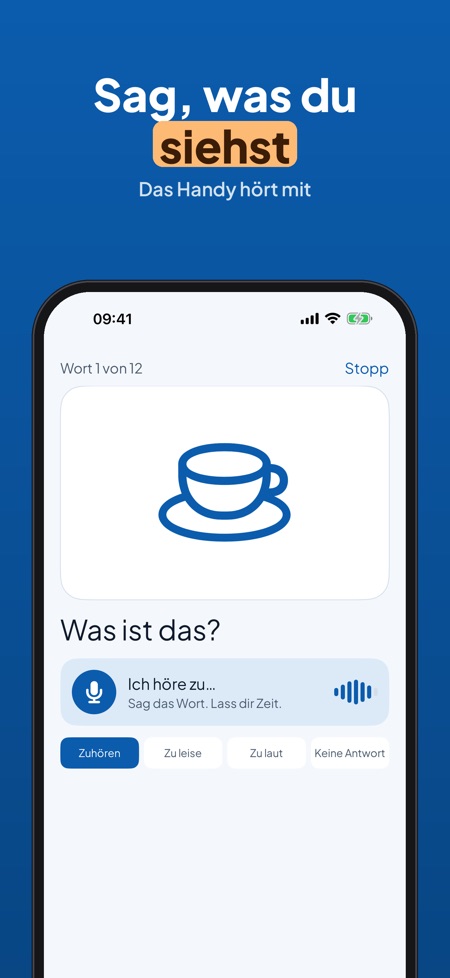 Sag, was du
siehst
Das Handy hört mit
09:41
Wort 1 von 12
Stopp
Was ist das?
Ich höre zu...
Sag das Wort. Lass dir Zeit.
Zuhören
Zu leise
Zu laut
Keine Antwort